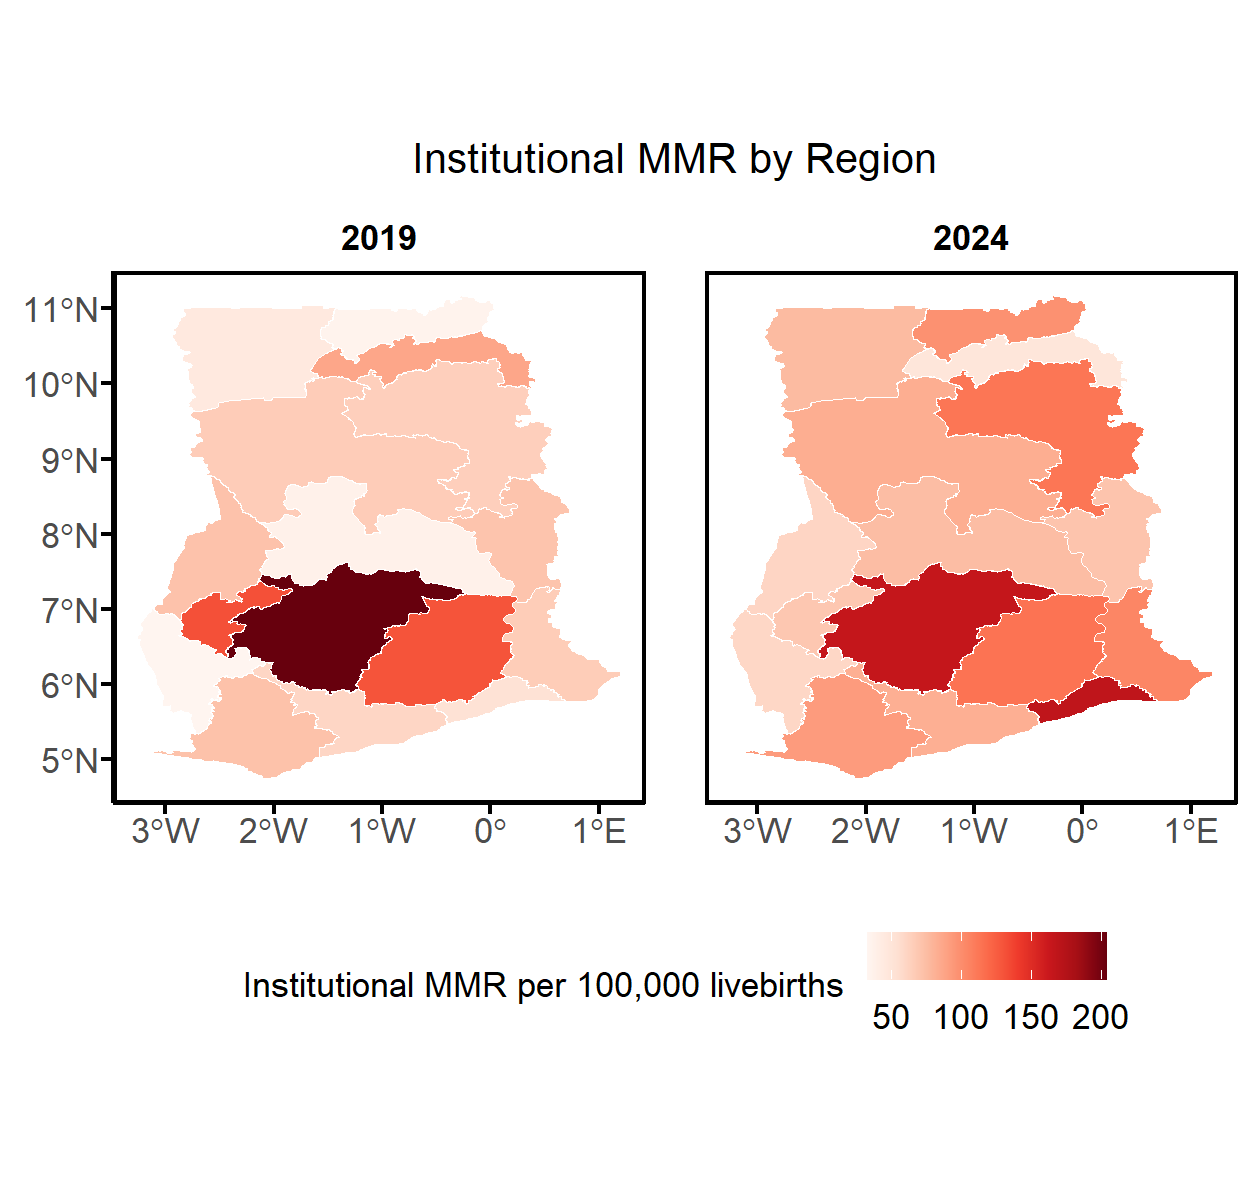 Institutional MMR by Region
2019
2024
11°N
10°N
9°N
8°N
7°N
6°N
5°N
3°W 2°W 1°W 0° 1°E
3°W 2°W 1°W 0° 1°E
Institutional MMR per 100,000 livebirths
50 100 150 200